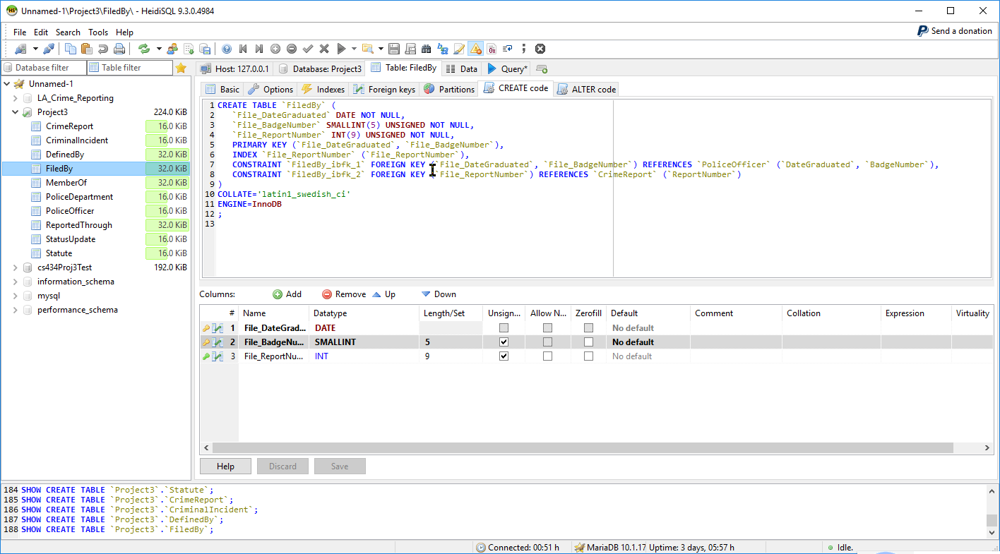 Unnamed-1\Project3\FiledBy\ - HeidiSQL 9.3.0.4984
File Edit Search Tools Help
Send a donation
Database filter Table filter
Host: 127.0.0.1 Database: Project3 Table: FiledBy Data Query*
Unnamed-1
LA_Crime_Reporting
Project3 224.0 KiB
CrimeReport 16.0 KiB
CriminalIncident 16.0 KiB
DefinedBy 32.0 KiB
FiledBy 32.0 KiB
MemberOf 32.0 KiB
PoliceDepartment 16.0 KiB
PoliceOfficer 16.0 KiB
ReportedThrough 32.0 KiB
StatusUpdate 16.0 KiB
Statute 16.0 KiB
cs434Proj3Test 192.0 KiB
information_schema
mysql
performance_schema
Basic Options Indexes Foreign keys Partitions CREATE code ALTER code
1 CREATE TABLE `FiledBy` (
2 `File_DateGraduated` DATE NOT NULL,
3 `File_BadgeNumber` SMALLINT(5) UNSIGNED NOT NULL,
4 `File_ReportNumber` INT(9) UNSIGNED NOT NULL,
5 PRIMARY KEY (`File_DateGraduated`, `File_BadgeNumber`),
6 INDEX `File_ReportNumber` (`File_ReportNumber`),
7 CONSTRAINT `FiledBy_ibfk_1` FOREIGN KEY (`File_DateGraduated`, `File_BadgeNumber`) REFERENCES `PoliceOfficer` (`DateGraduated`, `BadgeNumber`),
8 CONSTRAINT `FiledBy_ibfk_2` FOREIGN KEY (`File_ReportNumber`) REFERENCES `CrimeReport` (`ReportNumber`)
9 )
10 COLLATE='latin1_swedish_ci'
11 ENGINE=InnoDB
12 ;
13
Columns: Add Remove Up Down
# Name Datatype Length/Set Unsign... Allow N... Zerofill Default Comment Collation Expression Virtuality
1 File_DateGrad... DATE No default
2 File_BadgeNu... SMALLINT 5 No default
3 File_ReportNu... INT 9 No default
Help Discard Save
184 SHOW CREATE TABLE `Project3`.`Statute`;
185 SHOW CREATE TABLE `Project3`.`CrimeReport`;
186 SHOW CREATE TABLE `Project3`.`CriminalIncident`;
187 SHOW CREATE TABLE `Project3`.`DefinedBy`;
188 SHOW CREATE TABLE `Project3`.`FiledBy`;
Connected: 00:51 h MariaDB 10.1.17 Uptime: 3 days, 05:57 h Idle.